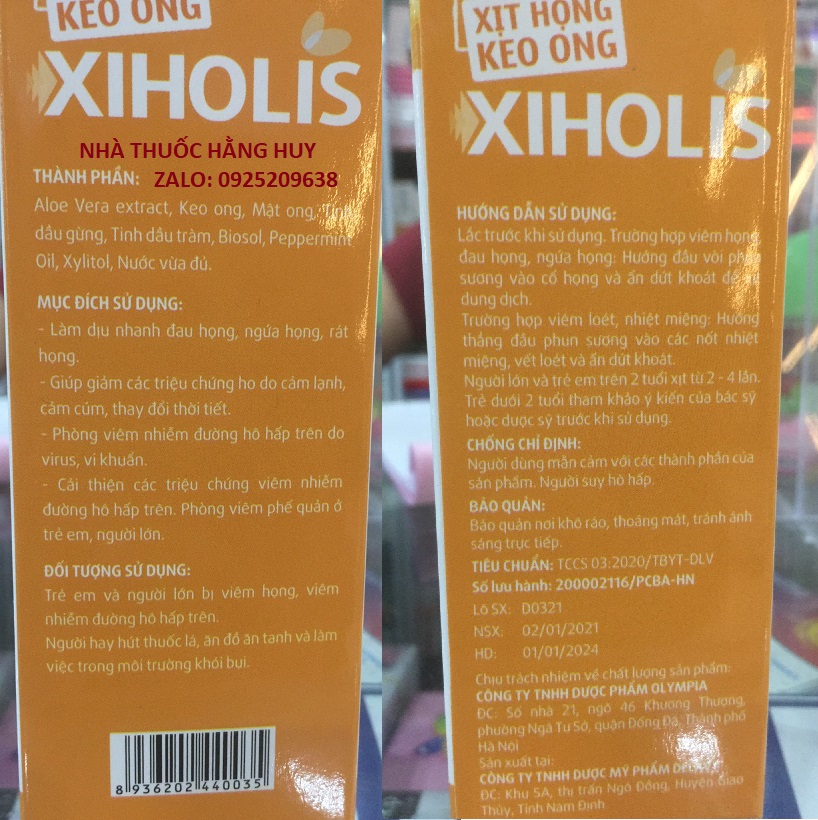 KEO ONG
XIHOLIS
NHÀ THUỐC HẰNG HUY
THÀNH PHẦN: ZALO: 0925209638
Aloe Vera extract, Keo ong, Mật ong, Tinh
dầu gừng, Tinh dầu tràm, Biosol, Peppermint
Oil, Xylitol, Nước vừa đủ.
MỤC ĐÍCH SỬ DỤNG:
- Làm dịu nhanh đau họng, ngứa họng, rát
họng.
- Giúp giảm các triệu chứng ho do cảm lạnh,
cảm cúm, thay đổi thời tiết.
- Phòng viêm nhiễm đường hô hấp trên do
virus, vi khuẩn.
- Cải thiện các triệu chứng viêm nhiễm
đường hô hấp trên. Phòng viêm phế quản ở
trẻ em, người lớn.
ĐỐI TƯỢNG SỬ DỤNG:
Trẻ em và người lớn bị viêm họng, viêm
nhiễm đường hô hấp trên.
Người hay hút thuốc lá, ăn đồ ăn tanh và làm
việc trong môi trường khói bụi.
8 936202 440035
XỊT HỌNG
KEO ONG
XIHOLIS
HƯỚNG DẪN SỬ DỤNG:
Lắc trước khi sử dụng. Trường hợp viêm họng,
đau họng, ngứa họng: Hướng đầu vòi phun
sương vào cổ họng và ấn dứt khoát để
dung dịch.
Trường hợp viêm loét, nhiệt miệng: Hướng
thẳng đầu phun sương vào các nốt nhiệt
miệng, vết loét và ấn dứt khoát.
Người lớn và trẻ em trên 2 tuổi xịt từ 2 - 4 lần.
Trẻ dưới 2 tuổi tham khảo ý kiến của bác sỹ
hoặc dược sỹ trước khi sử dụng.
CHỐNG CHỈ ĐỊNH:
Người dùng mẫn cảm với các thành phần của
sản phẩm. Người suy hô hấp.
BẢO QUẢN:
Bảo quản nơi khô ráo, thoáng mát, tránh ánh
sáng trực tiếp.
TIÊU CHUẨN: TCCS 03:2020/TBYT-DLV
Số lưu hành: 200002116/PCBA-HN
Lô SX: D0321
NSX: 02/01/2021
HD: 01/01/2024
Chịu trách nhiệm về chất lượng sản phẩm:
CÔNG TY TNHH DƯỢC PHẨM OLYMPIA
ĐC: Số nhà 21, ngõ 46 Khương Thượng,
phường Ngã Tư Sở, quận Đống Đa, Thành phố
Hà Nội
Sản xuất tại:
CÔNG TY TNHH DƯỢC MỸ PHẨM
ĐC: Khu 5A, thị trấn Ngô Đồng, Huyện Giao
Thủy, Tỉnh Nam Định